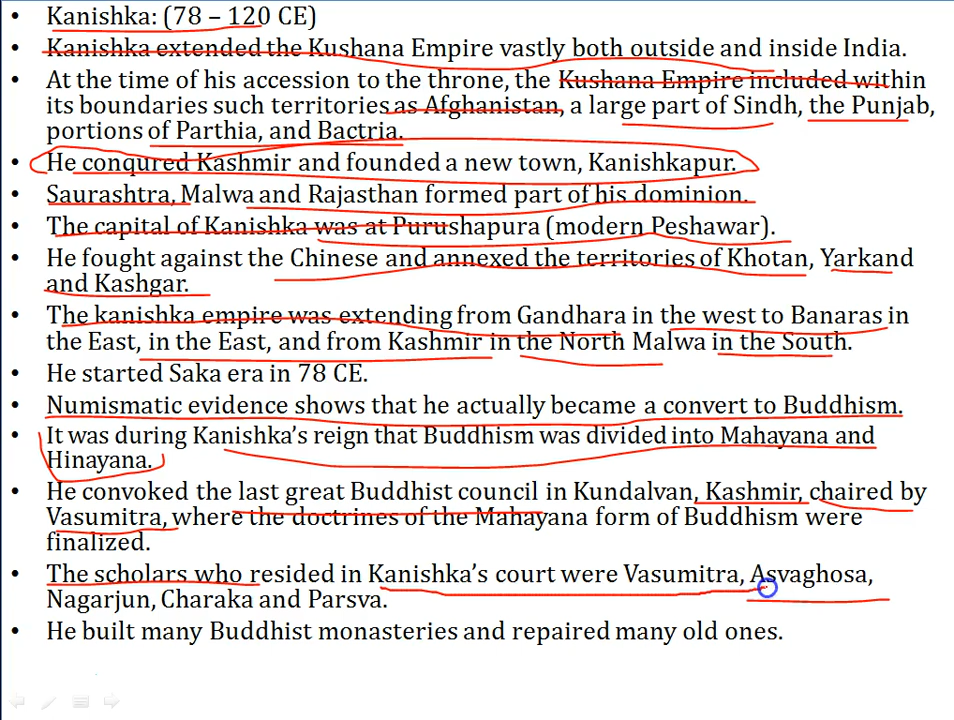 • Kanishka: (78 – 120 CE)
• Kanishka extended the Kushana Empire vastly both outside and inside India.
• At the time of his accession to the throne, the Kushana Empire included within
its boundaries such territories as Afghanistan, a large part of Sindh, the Punjab,
portions of Parthia, and Bactria.
• He conqured Kashmir and founded a new town, Kanishkapur.
• Saurashtra, Malwa and Rajasthan formed part of his dominion.
• The capital of Kanishka was at Purushapura (modern Peshawar).
• He fought against the Chinese and annexed the territories of Khotan, Yarkand
and Kashgar.
• The kanishka empire was extending from Gandhara in the west to Banaras in
the East, in the East, and from Kashmir in the North Malwa in the South.
• He started Saka era in 78 CE.
• Numismatic evidence shows that he actually became a convert to Buddhism.
• It was during Kanishka’s reign that Buddhism was divided into Mahayana and
Hinayana.
• He convoked the last great Buddhist council in Kundalvan, Kashmir, chaired by
Vasumitra, where the doctrines of the Mahayana form of Buddhism were
finalized.
• The scholars who resided in Kanishka’s court were Vasumitra, Asvaghosa,
Nagarjun, Charaka and Parsva.
• He built many Buddhist monasteries and repaired many old ones.